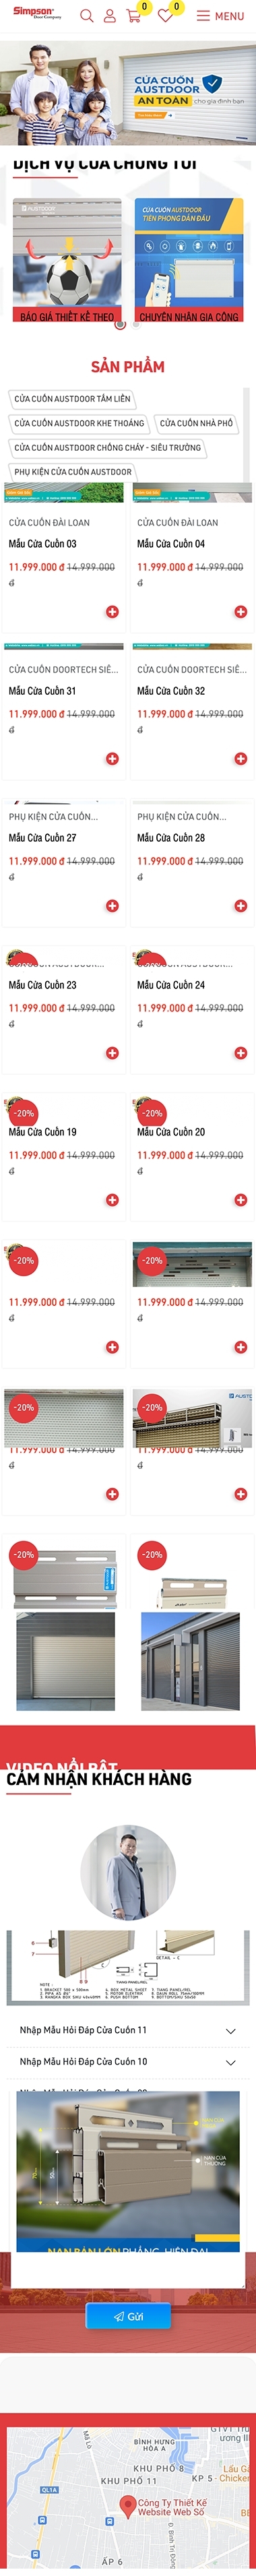 Simpson
Door Company
0
0
MENU
CỬA CUỐN
AUSTDOOR
AN TOÀN cho gia đình bạn
DỊCH VỤ CỦA CHÚNG TÔI
AUSTDOOR
BÁO GIÁ THIẾT KẾ THEO
CỬA CUỐN AUSTDOOR
TIÊN PHONG DẪN ĐẦU
CHUYÊN NHÂN GIA CÔNG
SẢN PHẨM
CỬA CUỐN AUSTDOOR TẤM LIỀN
CỬA CUỐN AUSTDOOR KHE THOÁNG
CỬA CUỐN NHÀ PHỐ
CỬA CUỐN AUSTDOOR CHỐNG CHÁY - SIÊU TRƯỜNG
PHỤ KIỆN CỬA CUỐN AUSTDOOR
CỬA CUỐN ĐÀI LOAN
Mẫu Cửa Cuốn 03
11.999.000 đ 14.999.000
đ
CỬA CUỐN ĐÀI LOAN
Mẫu Cửa Cuốn 04
11.999.000 đ 14.999.000
đ
CỬA CUỐN DOORTECH SIÊ...
Mẫu Cửa Cuốn 31
11.999.000 đ 14.999.000
đ
CỬA CUỐN DOORTECH SIÊ...
Mẫu Cửa Cuốn 32
11.999.000 đ 14.999.000
đ
PHỤ KIỆN CỬA CUỐN...
Mẫu Cửa Cuốn 27
11.999.000 đ 14.999.000
đ
PHỤ KIỆN CỬA CUỐN...
Mẫu Cửa Cuốn 28
11.999.000 đ 14.999.000
đ
Mẫu Cửa Cuốn 23
11.999.000 đ 14.999.000
đ
Mẫu Cửa Cuốn 24
11.999.000 đ 14.999.000
đ
-20%
Mẫu Cửa Cuốn 19
11.999.000 đ 14.999.000
đ
-20%
Mẫu Cửa Cuốn 20
11.999.000 đ 14.999.000
đ
-20%
11.999.000 đ 14.999.000
đ
-20%
11.999.000 đ 14.999.000
đ
-20%
11.999.000 đ 14.999.000
đ
-20%
11.999.000 đ 14.999.000
đ
-20%
-20%
VIDEO NỔI BẬT
CẢM NHẬN KHÁCH HÀNG
6
7
DETAIL - C
NOTE :
Nhập Mẫu Hỏi Đáp Cửa Cuốn 11
Nhập Mẫu Hỏi Đáp Cửa Cuốn 10
NAN CỬA
THƯỜNG
NAN BẢN LỚN PHẲNG, HIỆN ĐẠI
Gửi
Mã Lò
BÌNH HƯNG
HÒA A
KHU PHỐ 8
KHU PHỐ 11
KP 5
QL1A
Công Ty Thiết Kế
Website Web Số
ẤP 6